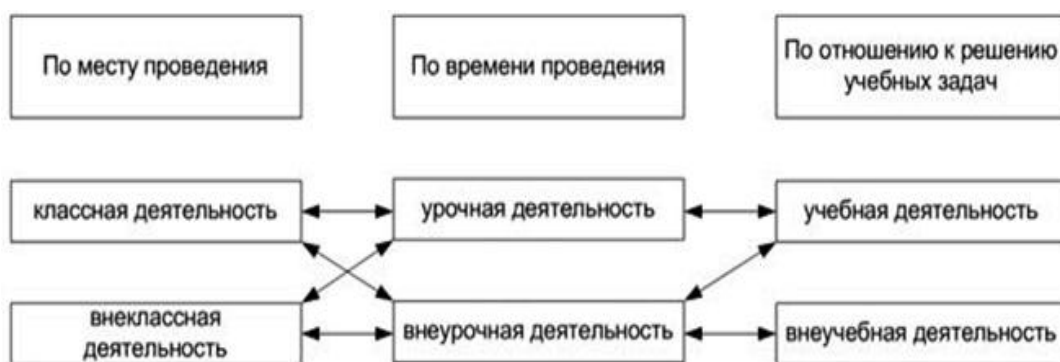 По месту проведения
По времени проведения
По отношению к решению
учебных задач
классная деятельность
урочная деятельность
учебная деятельность
внеклассная
деятельность
внеурочная деятельность
внеучебная деятельность